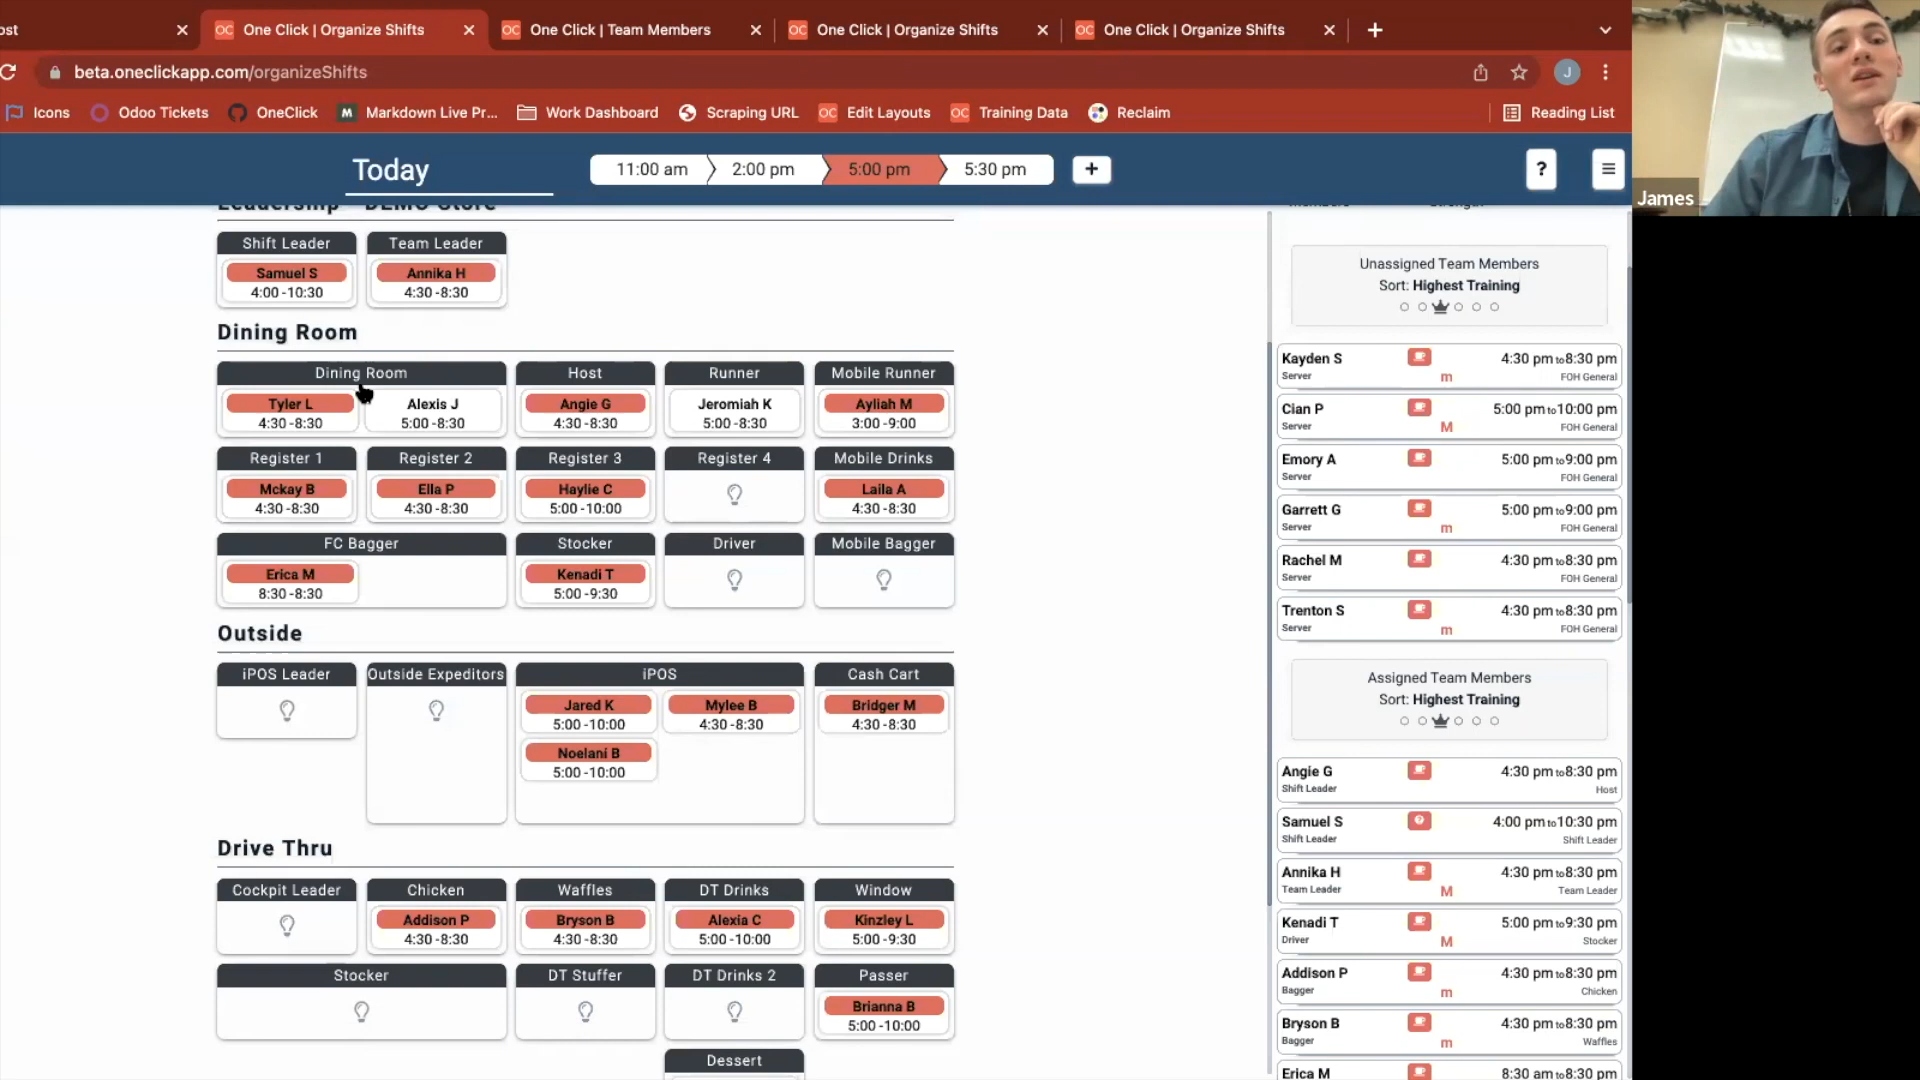 ost
One Click | Organize Shifts
One Click | Team Members
One Click | Organize Shifts
One Click | Organize Shifts
beta.oneclickapp.com/organizeShifts
J
Icons
Odoo Tickets
OneClick
Markdown Live Pr...
Work Dashboard
Scraping URL
Edit Layouts
Training Data
Reclaim
Reading List
Today
11:00 am
2:00 pm
5:00 pm
5:30 pm
+
?
James
Leadership - DEMO Store
Shift Leader
Samuel S
4:00 -10:30
Team Leader
Annika H
4:30 -8:30
Dining Room
Dining Room
Tyler L
4:30 -8:30
Alexis J
5:00 -8:30
Host
Angie G
4:30 -8:30
Runner
Jeromiah K
5:00 -8:30
Mobile Runner
Ayliah M
3:00 -9:00
Register 1
Mckay B
4:30 -8:30
Register 2
Ella P
4:30 -8:30
Register 3
Haylie C
5:00 -10:00
Register 4
Mobile Drinks
Laila A
4:30 -8:30
FC Bagger
Erica M
8:30 -8:30
Stocker
Kenadi T
5:00 -9:30
Driver
Mobile Bagger
Outside
iPOS Leader
Outside Expeditors
iPOS
Jared K
5:00 -10:00
Mylee B
4:30 -8:30
Noelani B
5:00 -10:00
Cash Cart
Bridger M
4:30 -8:30
Drive Thru
Cockpit Leader
Chicken
Addison P
4:30 -8:30
Waffles
Bryson B
4:30 -8:30
DT Drinks
Alexia C
5:00 -10:00
Window
Kinzley L
5:00 -9:30
Stocker
DT Stuffer
DT Drinks 2
Passer
Brianna B
5:00 -10:00
Dessert
Members
Strength
Unassigned Team Members
Sort: Highest Training
Kayden S
4:30 pm to 8:30 pm
Server
m
FOH General
Cian P
5:00 pm to 10:00 pm
Server
M
FOH General
Emory A
5:00 pm to 9:00 pm
Server
FOH General
Garrett G
5:00 pm to 9:00 pm
Server
m
FOH General
Rachel M
4:30 pm to 8:30 pm
Server
FOH General
Trenton S
4:30 pm to 8:30 pm
Server
m
FOH General
Assigned Team Members
Sort: Highest Training
Angie G
4:30 pm to 8:30 pm
Shift Leader
Host
Samuel S
4:00 pm to 10:30 pm
Shift Leader
Shift Leader
Annika H
4:30 pm to 8:30 pm
Team Leader
M
Team Leader
Kenadi T
5:00 pm to 9:30 pm
Driver
M
Stocker
Addison P
4:30 pm to 8:30 pm
Bagger
m
Chicken
Bryson B
4:30 pm to 8:30 pm
Bagger
m
Waffles
Erica M
8:30 am to 8:30 pm